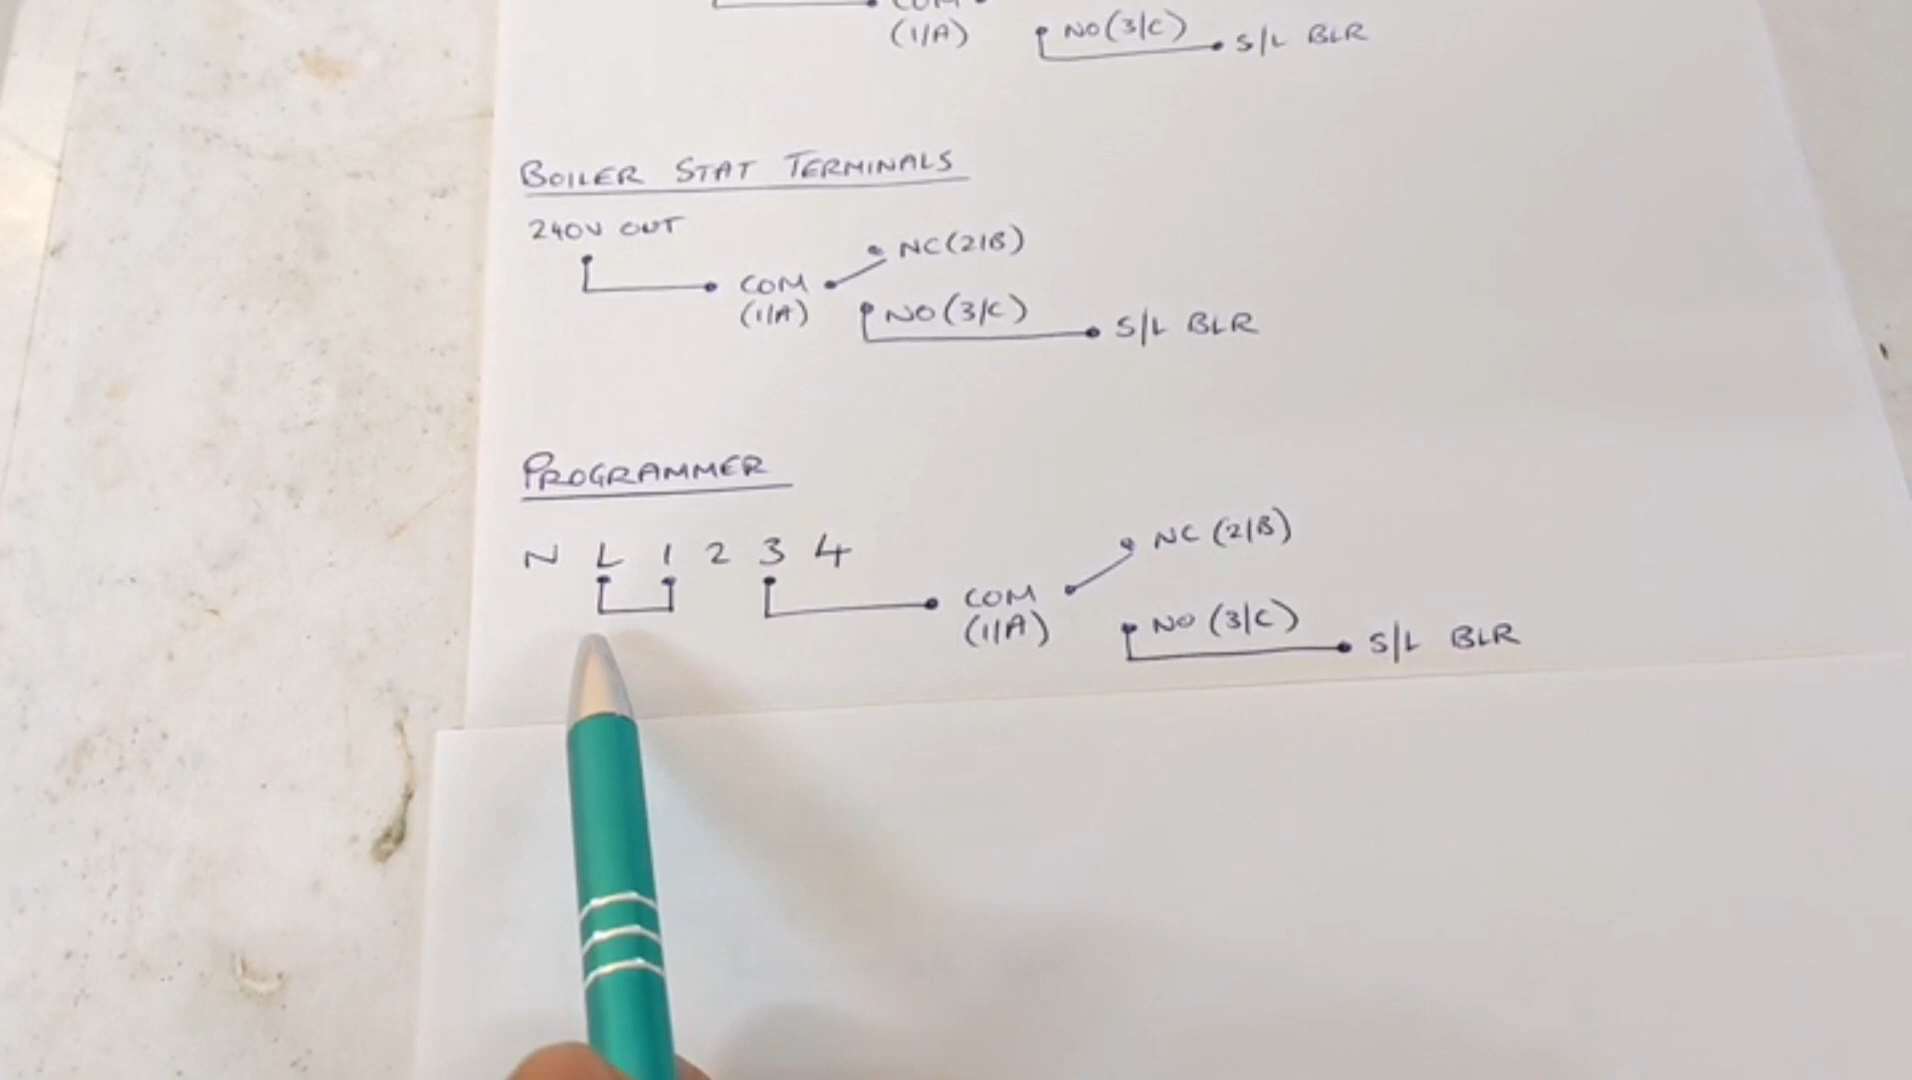 COM
(1/A)
NO (3/C)
S/L BLR
BOILER STAT TERMINALS
240V OUT
COM
(1/A)
NC (2/B)
NO (3/C)
S/L BLR
PROGRAMMER
N L 1 2 3 4
COM
(1/A)
NC (2/B)
NO (3/C)
S/L BLR